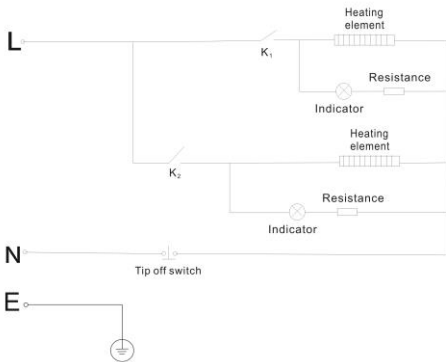 Heating
element
L
K₁
Resistance
Indicator
Heating
element
K₂
Resistance
Indicator
N
Tip off switch
E